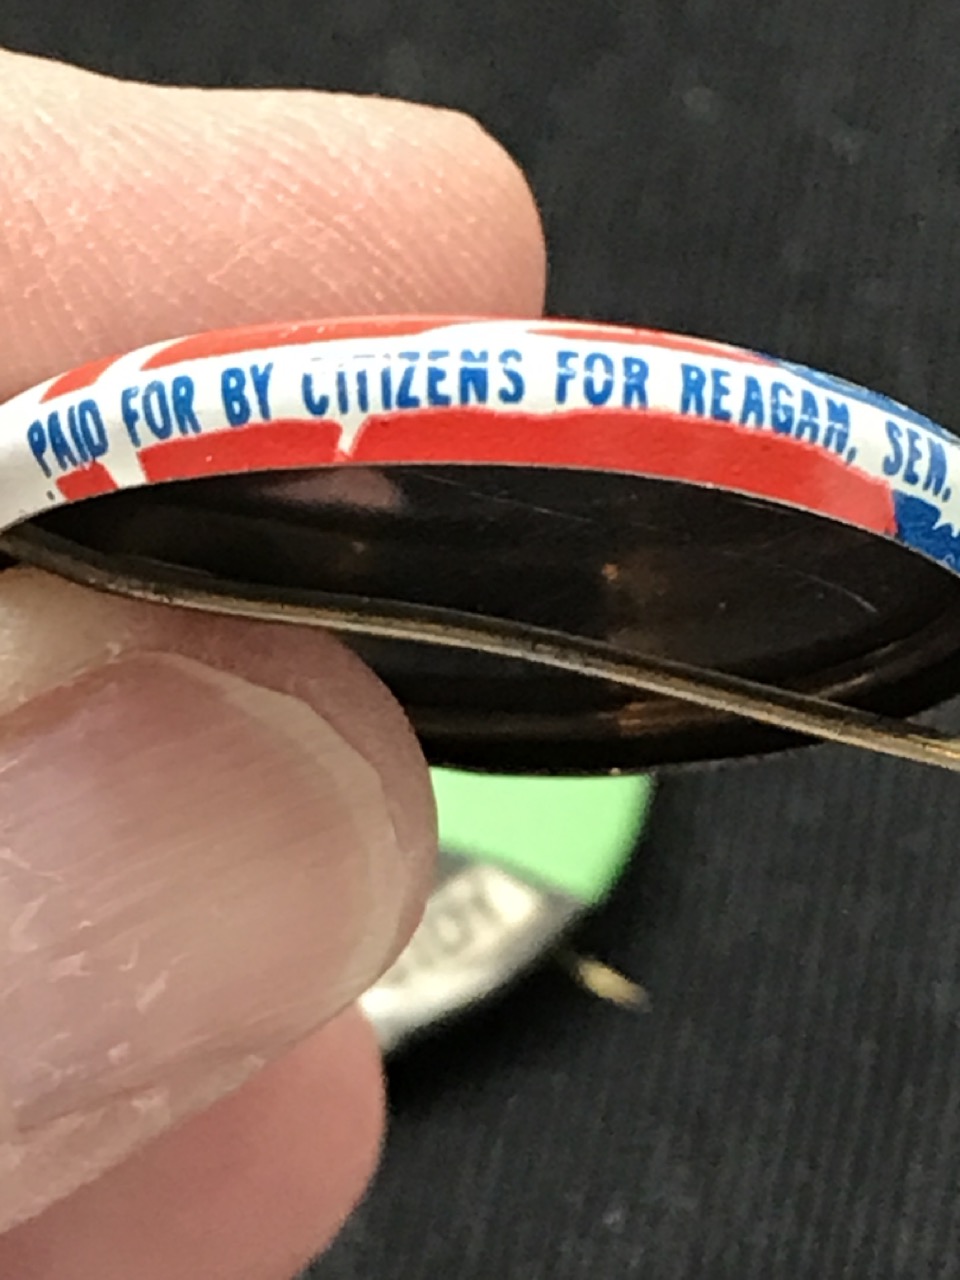 PAID FOR BY CITIZENS FOR REAGAN, SEN.